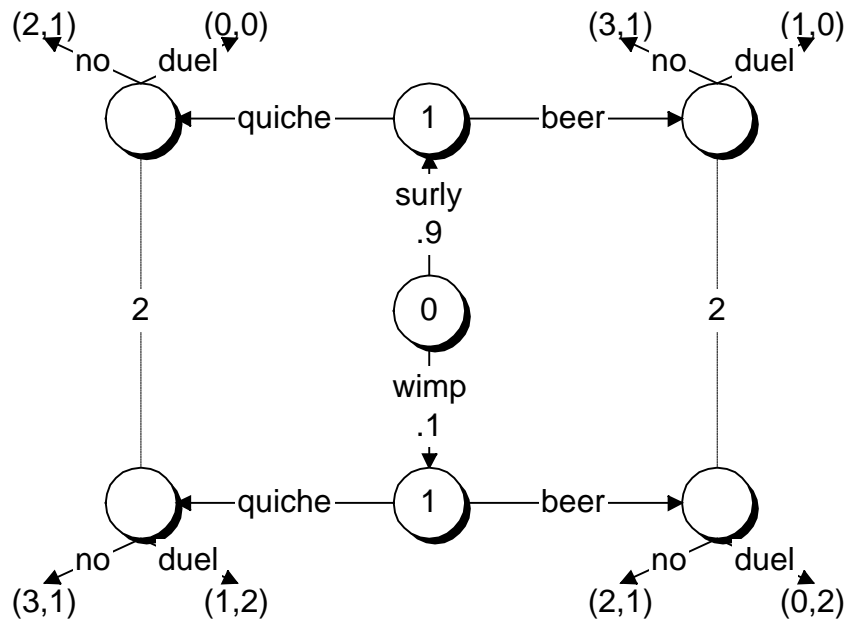 (2,1) (0,0) (3,1) (1,0)
no duel no duel
quiche 1 beer
surly
.9
2 0 2
wimp
.1
quiche 1 beer
no duel no duel
(3,1) (1,2) (2,1) (0,2)